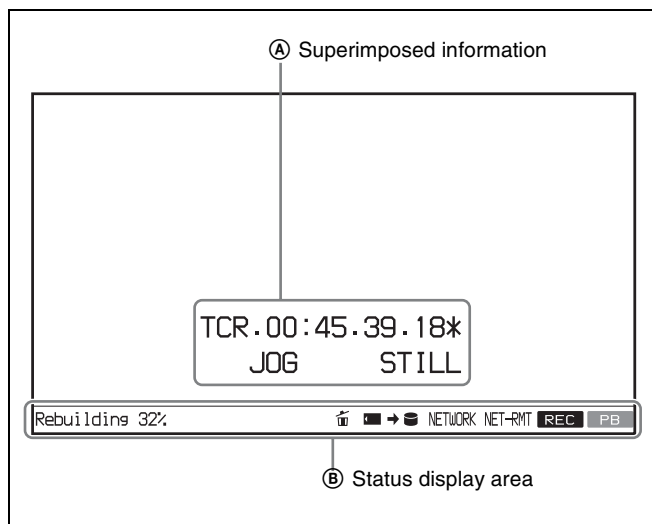 Ⓐ Superimposed information
TCR.00:45.39.18*
JOG STILL
Rebuilding 32% NETWORK NET-RMT REC PB
Ⓑ Status display area